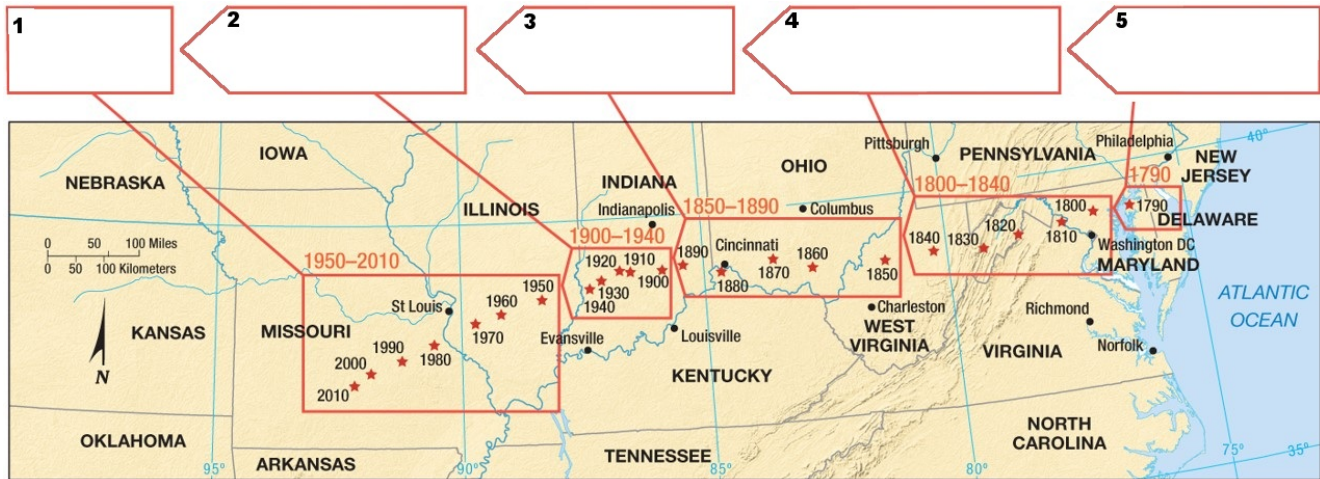 1
2
3
4
5
IOWA
NEBRASKA
INDIANA
ILLINOIS
Indianapolis
OHIO
Columbus
Pittsburgh
PENNSYLVANIA
Philadelphia
40°
NEW
JERSEY
DELAWARE
1790
1790
1800–1840
1800
1810
1820
1830
1840
Washington DC
MARYLAND
1850–1890
1890
Cincinnati
1880
1870
1860
1850
1900–1940
1920
1910
1900
1930
1940
1950–2010
1950
1960
1970
1980
1990
2000
2010
0 50 100 Miles
0 50 100 Kilometers
N
KANSAS
MISSOURI
St Louis
Evansville
Louisville
KENTUCKY
Charleston
WEST
VIRGINIA
VIRGINIA
Richmond
Norfolk
ATLANTIC
OCEAN
OKLAHOMA
ARKANSAS
TENNESSEE
NORTH
CAROLINA
95°
90°
85°
80°
75°
35°